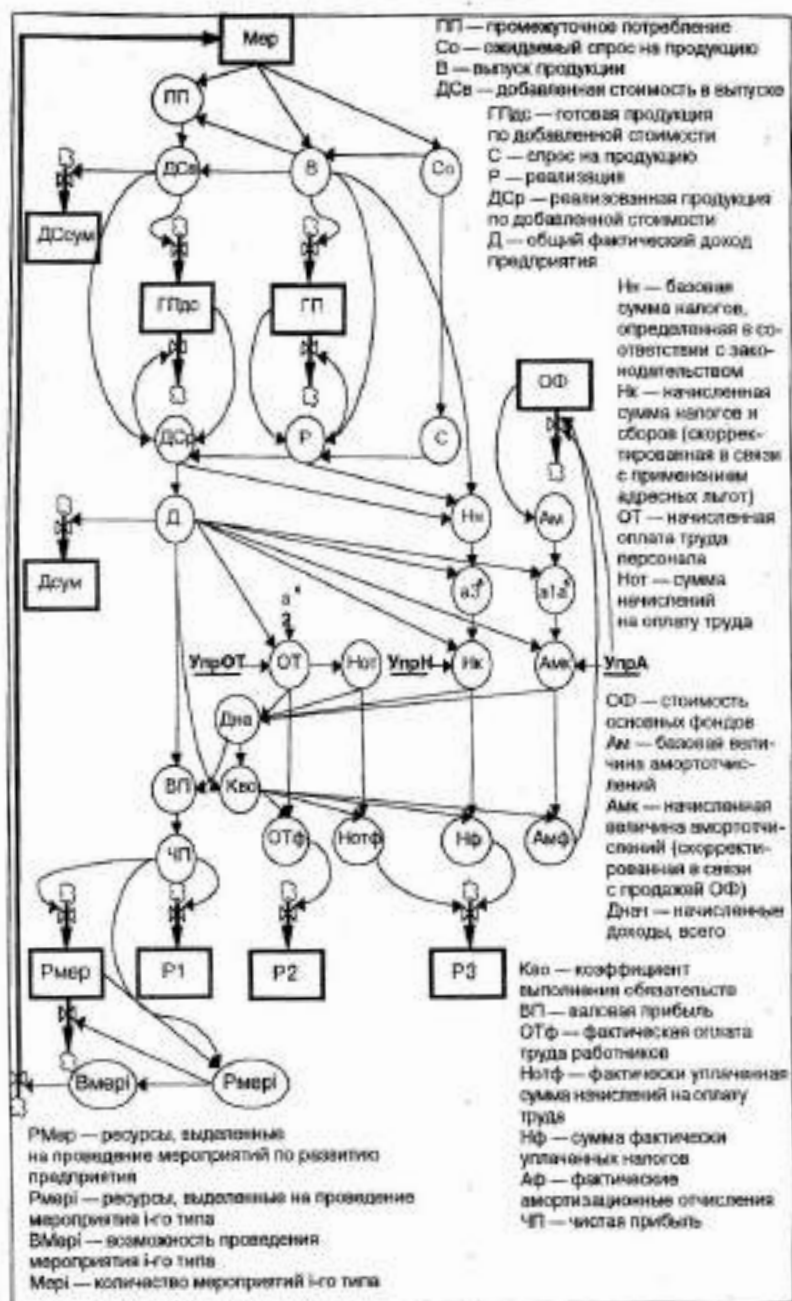 Мер
ПП — промежуточное потребление
Со — ожидаемый спрос на продукцию
В — выпуск продукции
ДСв — добавленная стоимость в выпуске
ГПдс — готовая продукция
по добавленной стоимости
С — спрос на продукцию
Р — реализация
ДСр — реализованная продукция
по добавленной стоимости
Д — общий фактический доход
предприятия
ПП
ДСв
В
Со
ДСсум
ГПдс
ГП
Нн — базовая
сумма налогов,
определенная в со-
ответствии с зако-
нодательством
Нк — начисленная
сумма налогов и
сборов (скоррек-
тированная в связи
с применением
адресных льгот)
ОТ — начисленная
оплата труда
персонала
Нот — сумма
начислений
на оплату труда
ОФ
ДСр
Р
С
Д
Нн
Ам
Дсум
а3
а1а
а
2
УпрОТ
ОТ
Нот
УпрН
Нк
Амк
УпрА
ОФ — стоимость
основных фондов
Ам — базовая вели-
чина амортотчис-
лений
Амк — начисленная
величина амортотчи-
слений (скорректи-
рованная в связи
с продажей ОФ)
Днач — начисленные
доходы, всего
Дна
ВП
Кво
ЧП
ОТф
Нотф
Нф
Амф
Рмер
Р1
Р2
Р3
Кво — коэффициент
выполнения обязательств
ВП — валовая прибыль
ОТф — фактическая оплата
труда работников
Нотф — фактически уплаченная
сумма начислений на оплату
труда
Нф — сумма фактически
уплаченных налогов
Аф — фактические
амортизационные отчисления
ЧП — чистая прибыль
Вмерi
Рмерi
РМер — ресурсы, выделенные
на проведение мероприятий по развитию
предприятия
Рмерi — ресурсы, выделенные на проведение
мероприятия i-го типа
ВМерi — возможность проведения
мероприятия i-го типа
Мерi — количество мероприятий i-го типа